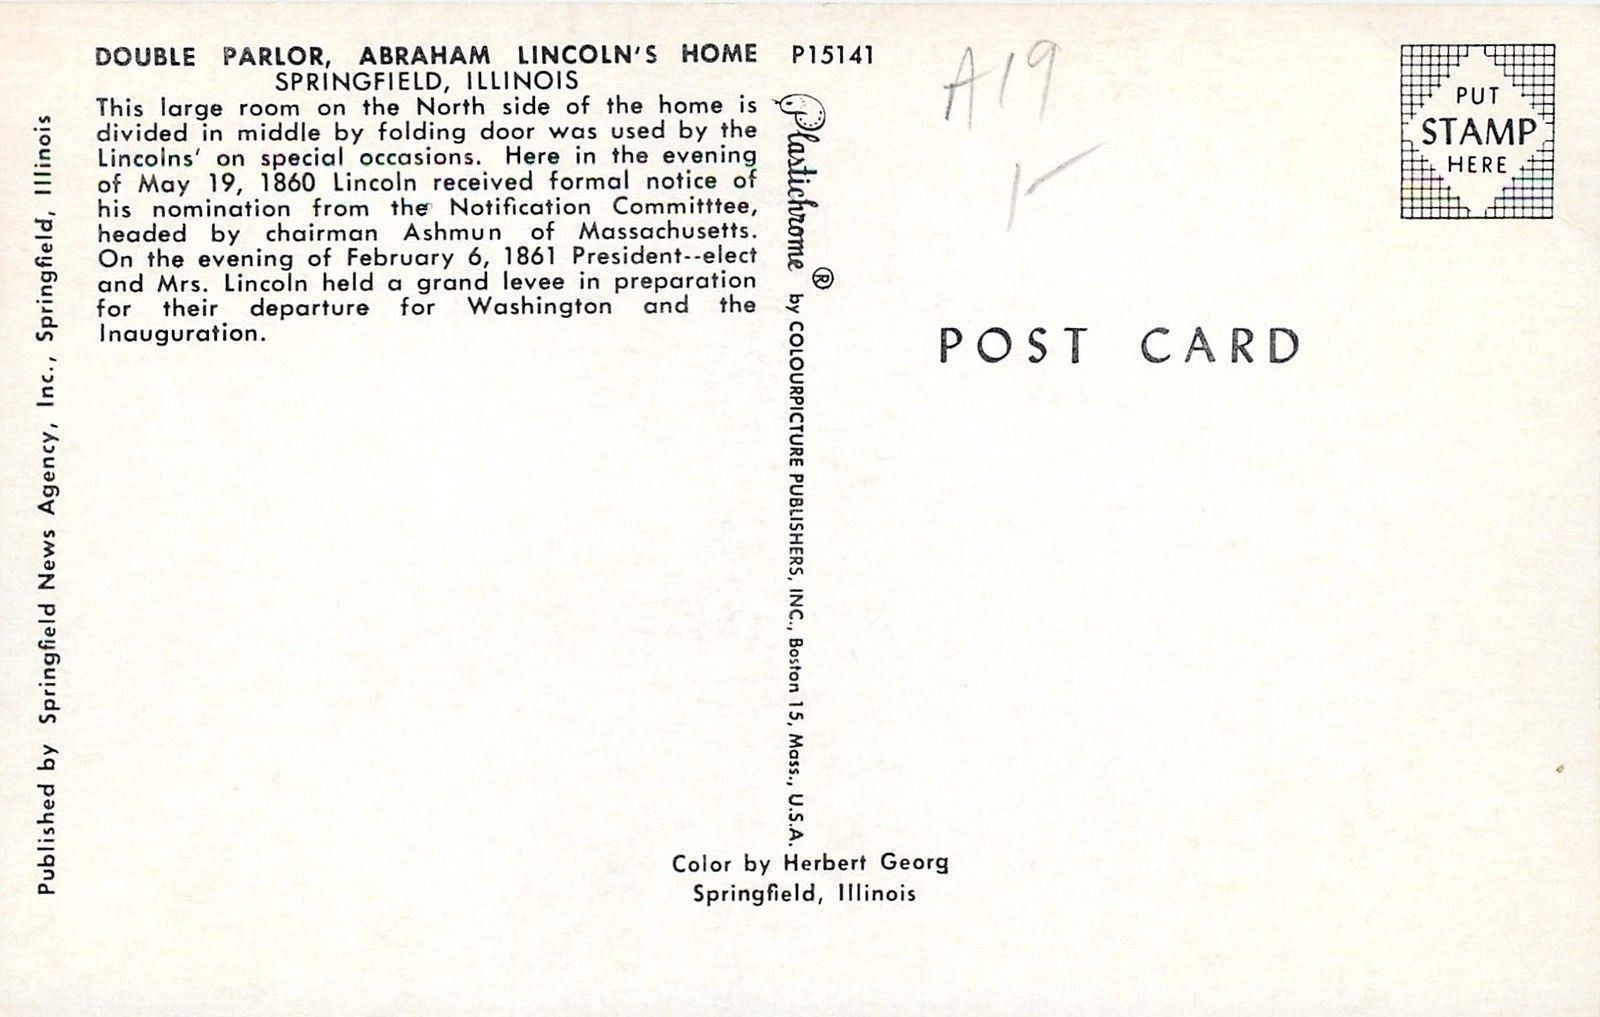 DOUBLE PARLOR, ABRAHAM LINCOLN'S HOME P15141
SPRINGFIELD, ILLINOIS
This large room on the North side of the home is
divided in middle by folding door was used by the
Lincolns' on special occasions. Here in the evening
of May 19, 1860 Lincoln received formal notice of
his nomination from the Notification Committtee,
headed by chairman Ashmun of Massachusetts.
On the evening of February 6, 1861 President--elect
and Mrs. Lincoln held a grand levee in preparation
for their departure for Washington and the
Inauguration.
Published by Springfield News Agency, Inc., Springfield, Illinois
Plastichrome ® by COLOURPICTURE PUBLISHERS, INC., Boston 15, Mass., U.S.A.
Color by Herbert Georg
Springfield, Illinois
A19
1-
PUT
STAMP
HERE
POST CARD